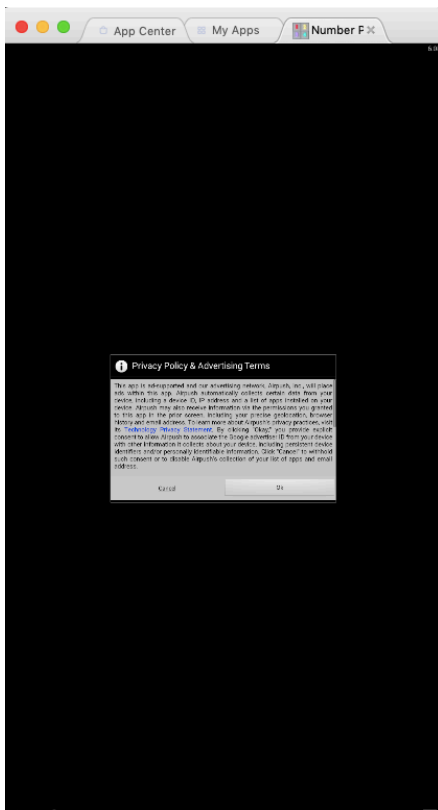 App Center My Apps Number P
Privacy Policy & Advertising Terms
This app is ad-supported and our advertising network, Airpush, Inc., will place
ads within this app. Airpush automatically collects certain data from your
device, including a device ID, IP address and a list of apps installed on your
device. Airpush may also receive information via the permissions you granted
to this app in the prior screen, including your precise geolocation, browser
history and email address. To learn more about Airpush's privacy practices, visit
its Technology Privacy Statement. By clicking "Okay," you provide explicit
consent to allow Airpush to associate the Google advertiser ID from your device
with other information it collects about your device, including persistent device
identifiers and/or personally identifiable information. Click "Cancel" to withhold
such consent or to disable Airpush's collection of your list of apps and email
address.
Cancel Ok